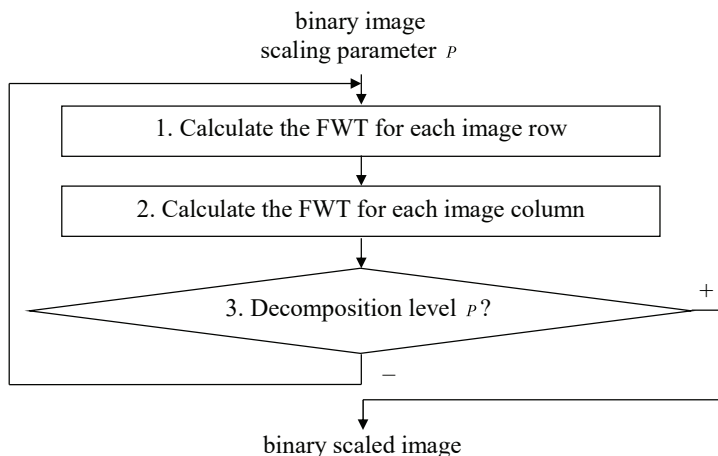 binary image
scaling parameter P
1. Calculate the FWT for each image row
2. Calculate the FWT for each image column
3. Decomposition level P?
+
–
binary scaled image